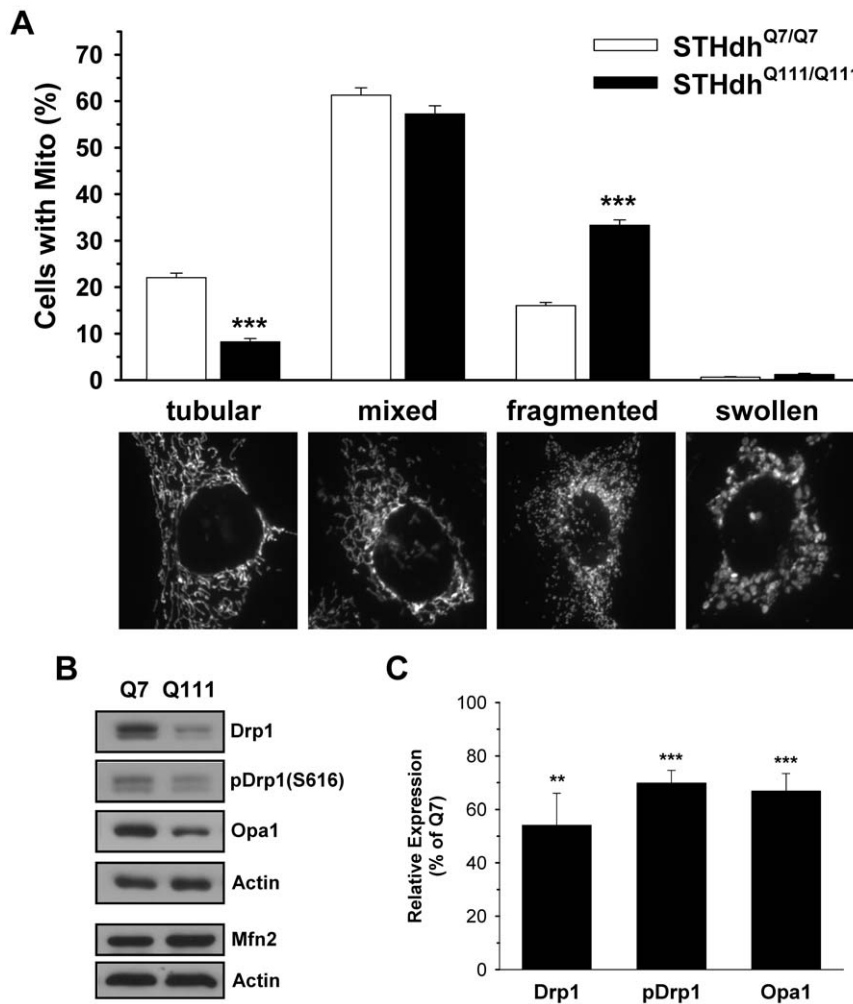 A
STHdh^Q7/Q7
STHdh^Q111/Q111
Cells with Mito (%)
70
60
50
40
30
20
10
0
***
***
tubular mixed fragmented swollen
B
Q7 Q111
Drp1
pDrp1(S616)
Opa1
Actin
Mfn2
Actin
C
Relative Expression
(% of Q7)
100
80
60
40
20
0
** *** ***
Drp1 pDrp1 Opa1